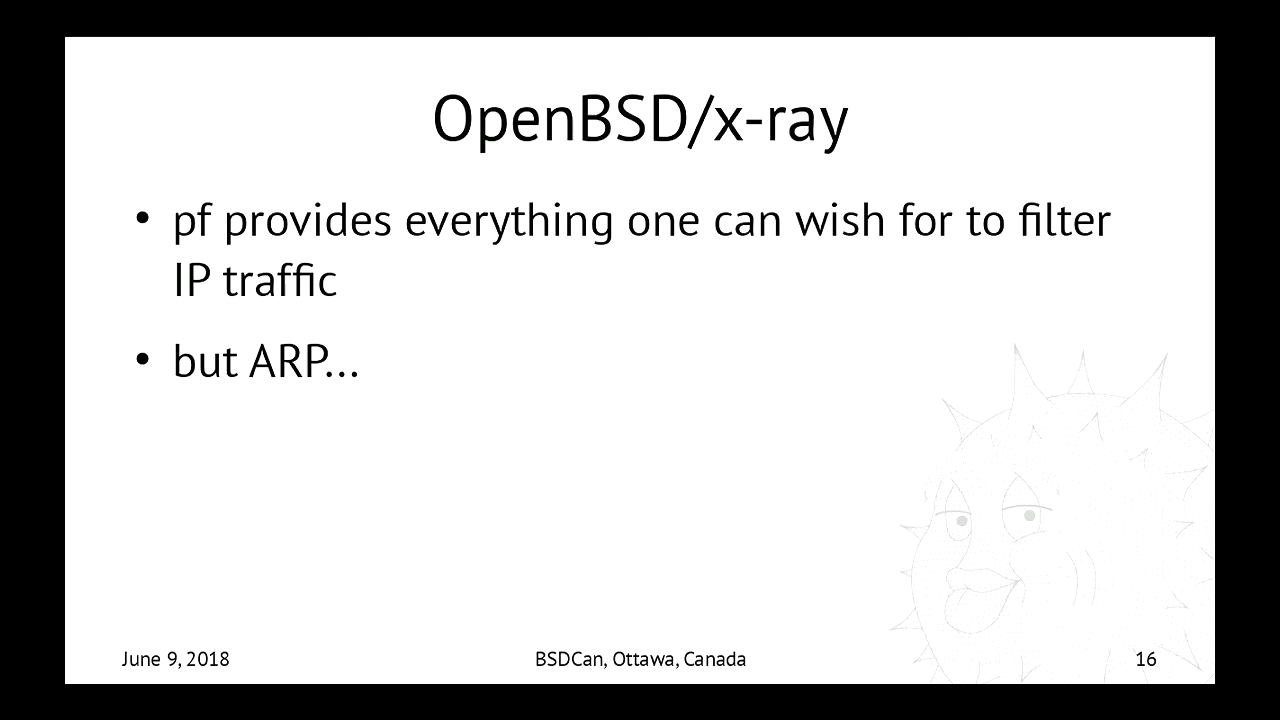 OpenBSD/x-ray
• pf provides everything one can wish for to filter
IP traffic
• but ARP...
June 9, 2018
BSDCan, Ottawa, Canada
16